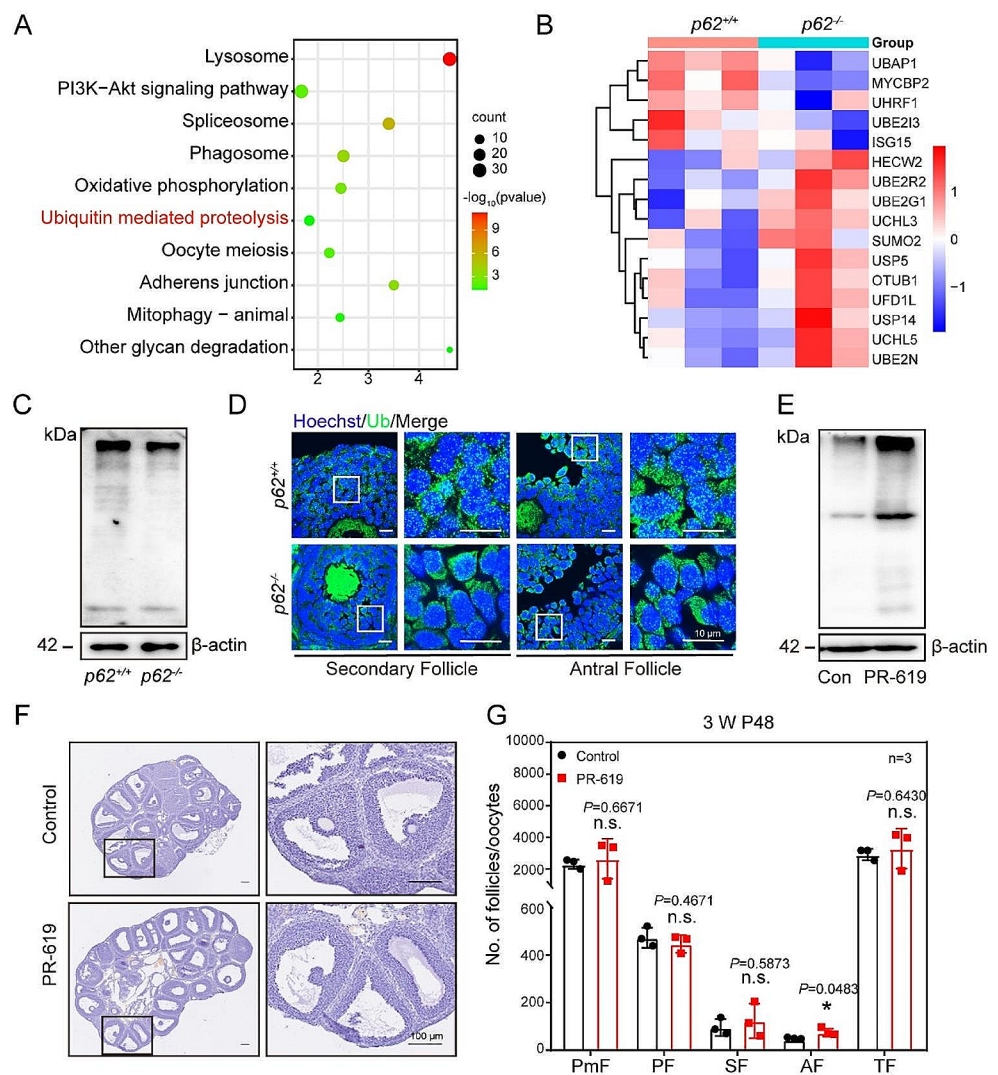 A
Lysosome
PI3K−Akt signaling pathway
Spliceosome
Phagosome
Oxidative phosphorylation
Ubiquitin mediated proteolysis
Oocyte meiosis
Adherens junction
Mitophagy − animal
Other glycan degradation
2 3 4
count
10
20
30
-log10(pvalue)
9
6
3
B
p62+/+ p62-/-
Group
UBAP1
MYCBP2
UHRF1
UBE2I3
ISG15
HECW2
UBE2R2
UBE2G1
UCHL3
SUMO2
USP5
OTUB1
UFD1L
USP14
UCHL5
UBE2N
1
0
−1
C
kDa
42
β-actin
p62+/+ p62-/-
D
Hoechst/Ub/Merge
p62+/+
p62-/-
10 μm
Secondary Follicle Antral Follicle
E
kDa
42
β-actin
Con PR-619
F
Control
PR-619
100 μm
G
3 W P48
No. of follicles/oocytes
10000
8000
6000
4000
2000
600
400
200
0
Control
PR-619
n=3
P=0.6671
n.s.
P=0.4671
n.s.
P=0.5873
n.s.
P=0.0483
*
P=0.6430
n.s.
PmF PF SF AF TF